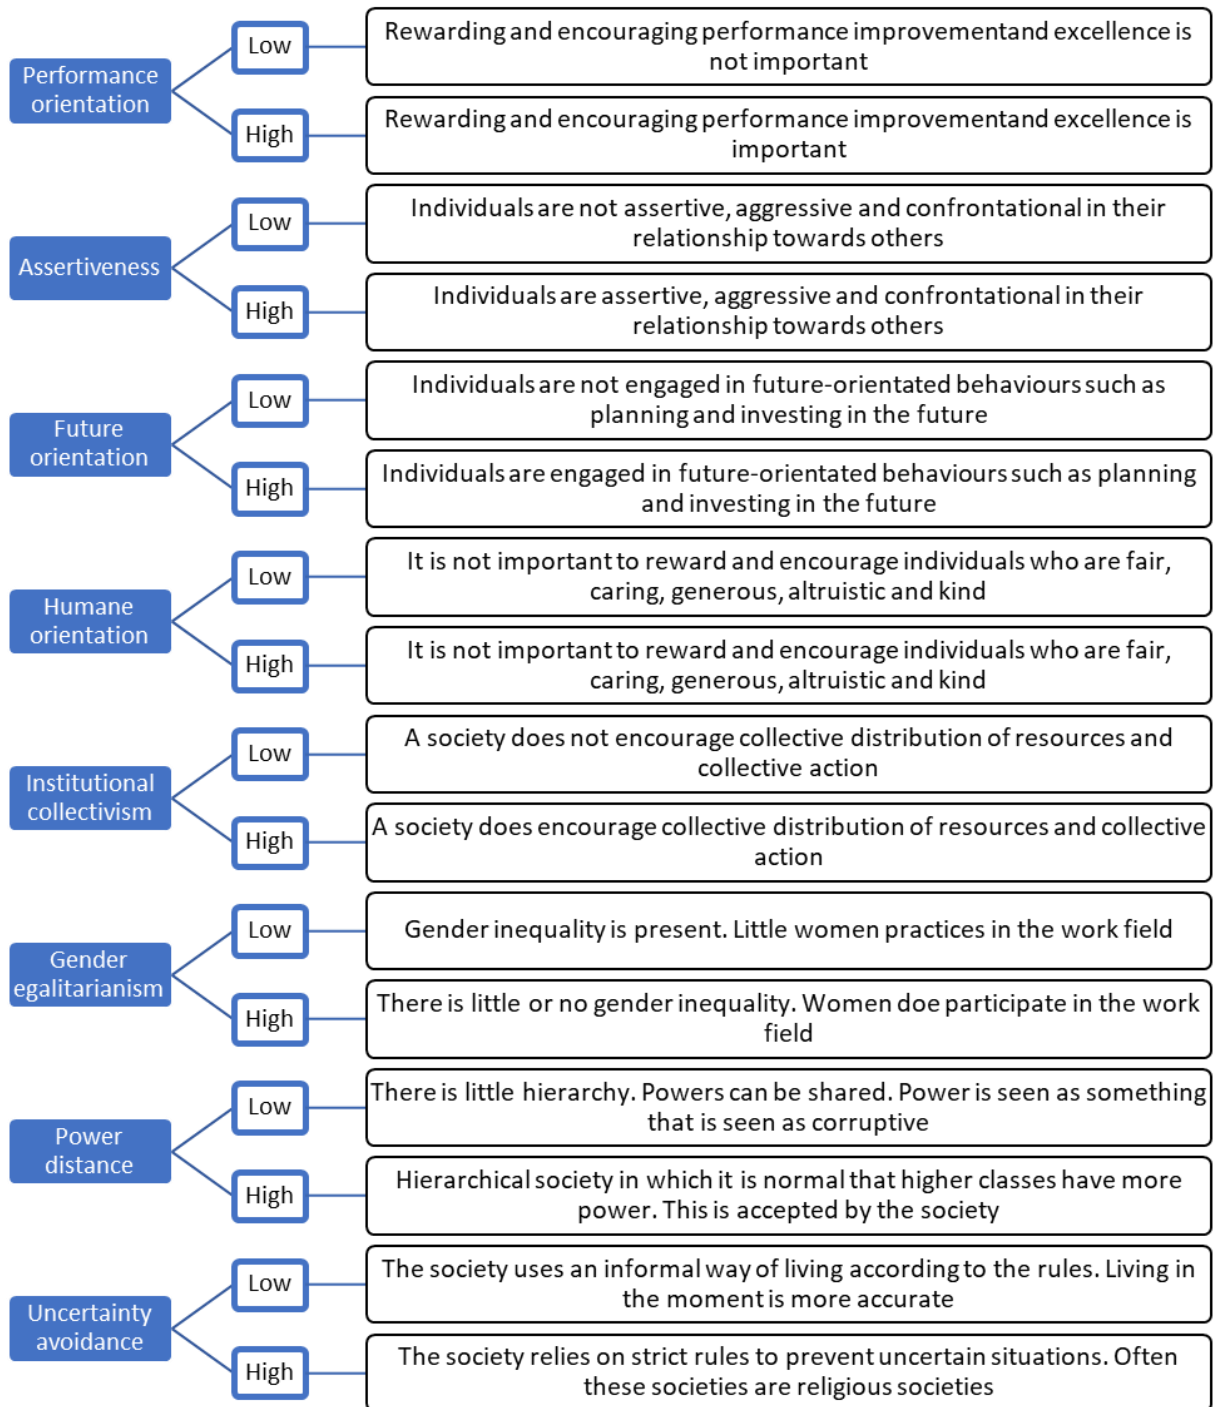 Performance
orientation
Low
Rewarding and encouraging performance improvementand excellence is
not important
High
Rewarding and encouraging performance improvementand excellence is
important
Assertiveness
Low
Individuals are not assertive, aggressive and confrontational in their
relationship towards others
High
Individuals are assertive, aggressive and confrontational in their
relationship towards others
Future
orientation
Low
Individuals are not engaged in future-orientated behaviours such as
planning and investing in the future
High
Individuals are engaged in future-orientated behaviours such as planning
and investing in the future
Humane
orientation
Low
It is not important to reward and encourage individuals who are fair,
caring, generous, altruistic and kind
High
It is not important to reward and encourage individuals who are fair,
caring, generous, altruistic and kind
Institutional
collectivism
Low
A society does not encourage collective distribution of resources and
collective action
High
A society does encourage collective distribution of resources and collective
action
Gender
egalitarianism
Low
Gender inequality is present. Little women practices in the work field
High
There is little or no gender inequality. Women doe participate in the work
field
Power
distance
Low
There is little hierarchy. Powers can be shared. Power is seen as something
that is seen as corruptive
High
Hierarchical society in which it is normal that higher classes have more
power. This is accepted by the society
Uncertainty
avoidance
Low
The society uses an informal way of living according to the rules. Living in
the moment is more accurate
High
The society relies on strict rules to prevent uncertain situations. Often
these societies are religious societies